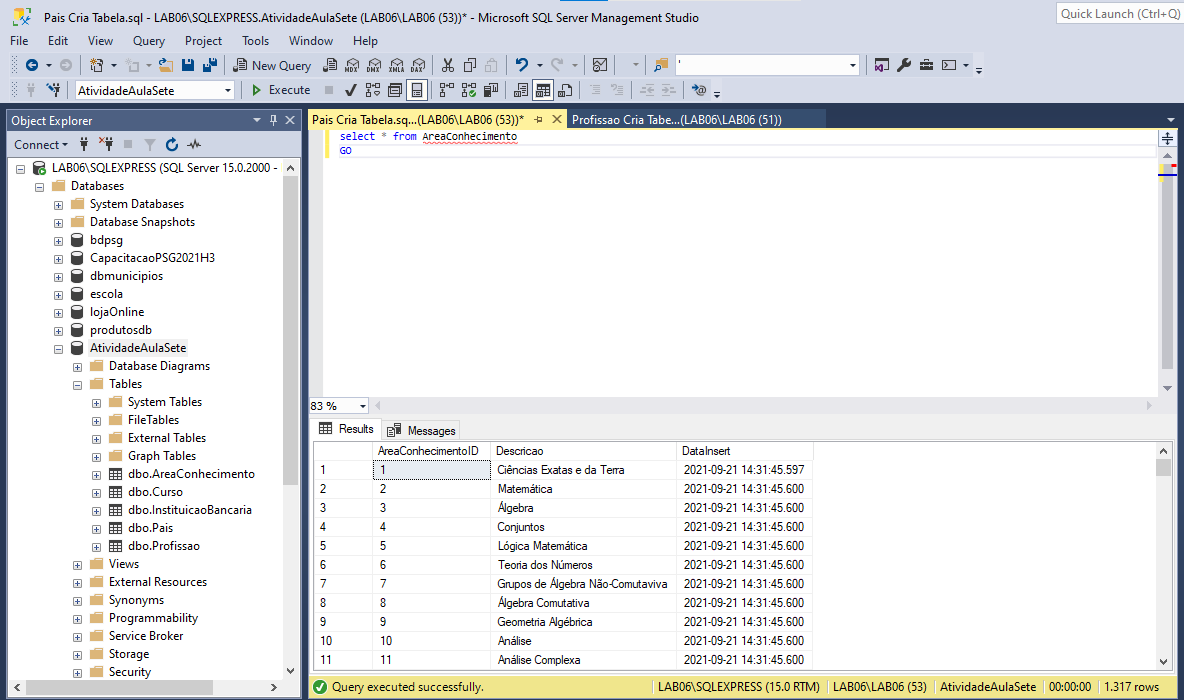 Pais Cria Tabela.sql - LAB06\SQLEXPRESS.AtividadeAulaSete (LAB06\LAB06 (53))* - Microsoft SQL Server Management Studio
Quick Launch (Ctrl+Q)
File Edit View Query Project Tools Window Help
New Query MDX DMX XMLA DAX '
AtividadeAulaSete Execute
Object Explorer
Connect
LAB06\SQLEXPRESS (SQL Server 15.0.2000 -
Databases
System Databases
Database Snapshots
bdpsg
CapacitacaoPSG2021H3
dbmunicipios
escola
lojaOnline
produtosdb
AtividadeAulaSete
Database Diagrams
Tables
System Tables
FileTables
External Tables
Graph Tables
dbo.AreaConhecimento
dbo.Curso
dbo.InstituicaoBancaria
dbo.Pais
dbo.Profissao
Views
External Resources
Synonyms
Programmability
Service Broker
Storage
Security
Pais Cria Tabela.sq...(LAB06\LAB06 (53))* Profissao Cria Tabe...(LAB06\LAB06 (51))
select * from AreaConhecimento
GO
83 %
Results Messages
AreaConhecimentoID Descricao DataInsert
1 1 Ciências Exatas e da Terra 2021-09-21 14:31:45.597
2 2 Matemática 2021-09-21 14:31:45.600
3 3 Álgebra 2021-09-21 14:31:45.600
4 4 Conjuntos 2021-09-21 14:31:45.600
5 5 Lógica Matemática 2021-09-21 14:31:45.600
6 6 Teoria dos Números 2021-09-21 14:31:45.600
7 7 Grupos de Álgebra Não-Comutaviva 2021-09-21 14:31:45.600
8 8 Álgebra Comutativa 2021-09-21 14:31:45.600
9 9 Geometria Algébrica 2021-09-21 14:31:45.600
10 10 Análise 2021-09-21 14:31:45.600
11 11 Análise Complexa 2021-09-21 14:31:45.600
Query executed successfully. LAB06\SQLEXPRESS (15.0 RTM) LAB06\LAB06 (53) AtividadeAulaSete 00:00:00 1.317 rows